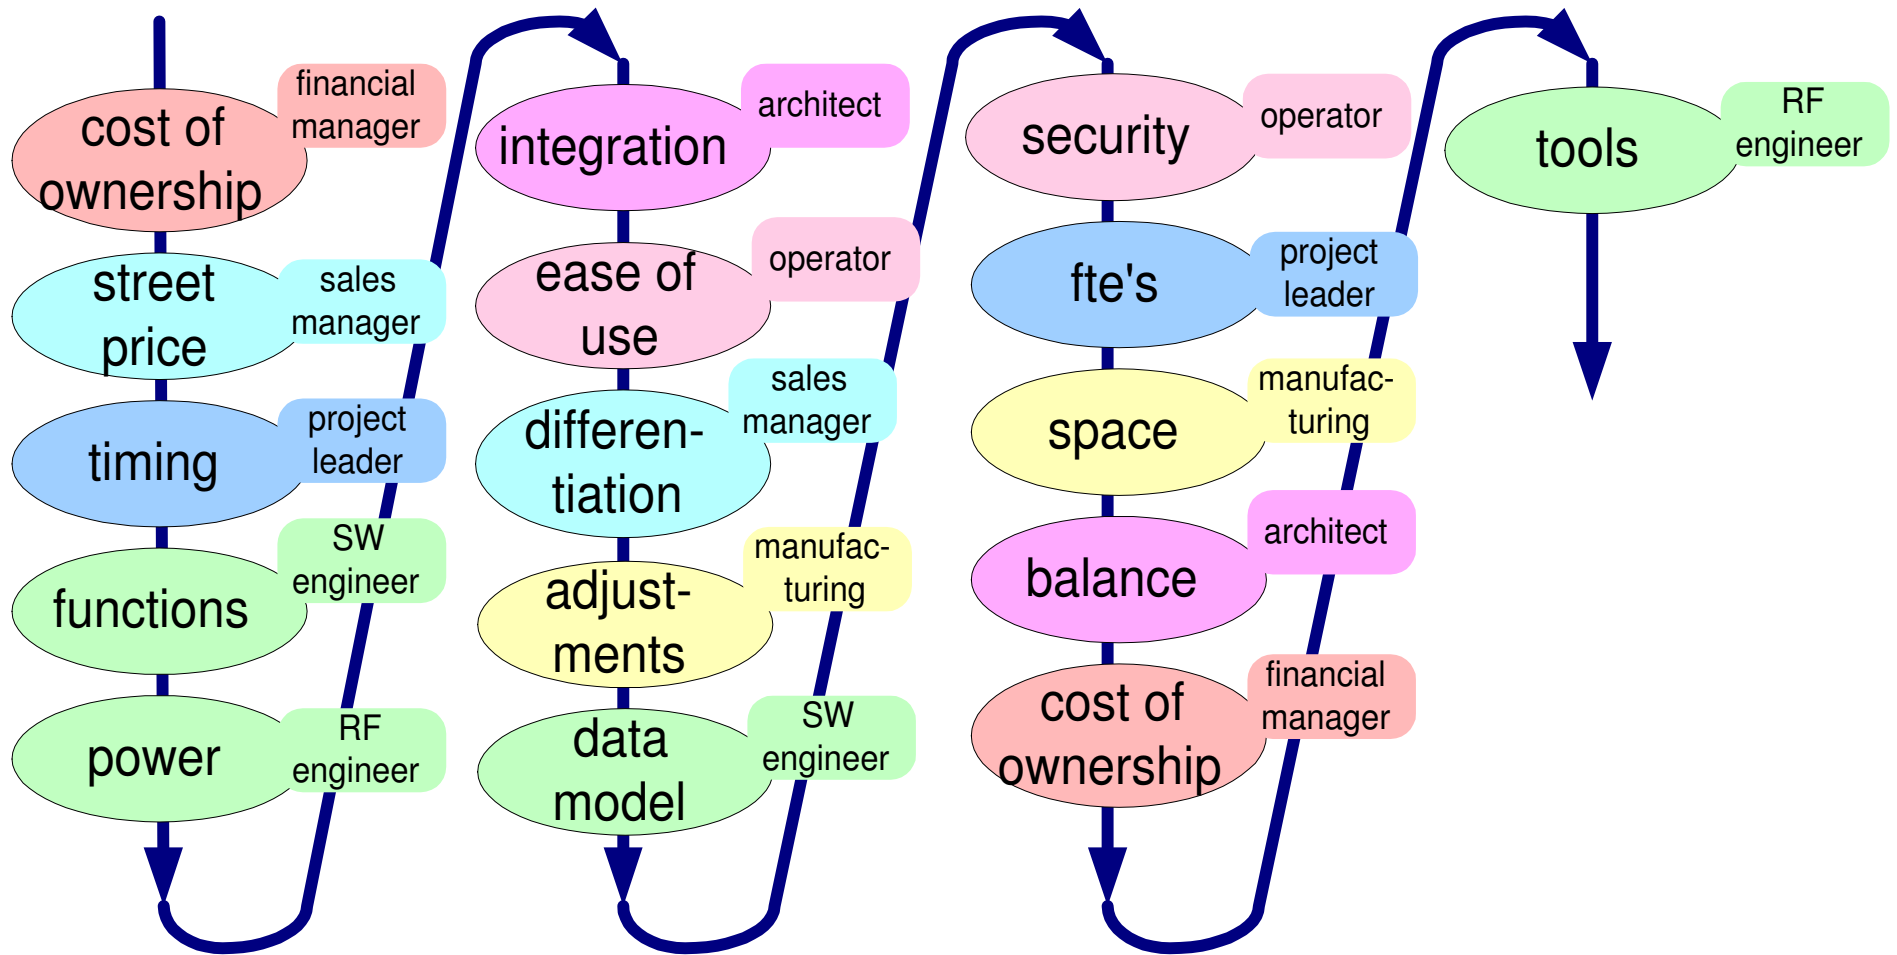 cost of
ownership
financial
manager
street
price
sales
manager
timing
project
leader
functions
SW
engineer
power
RF
engineer
integration
architect
ease of
use
operator
differen-
tiation
sales
manager
adjust-
ments
manufac-
turing
data
model
SW
engineer
security
operator
fte's
project
leader
space
manufac-
turing
balance
architect
cost of
ownership
financial
manager
tools
RF
engineer